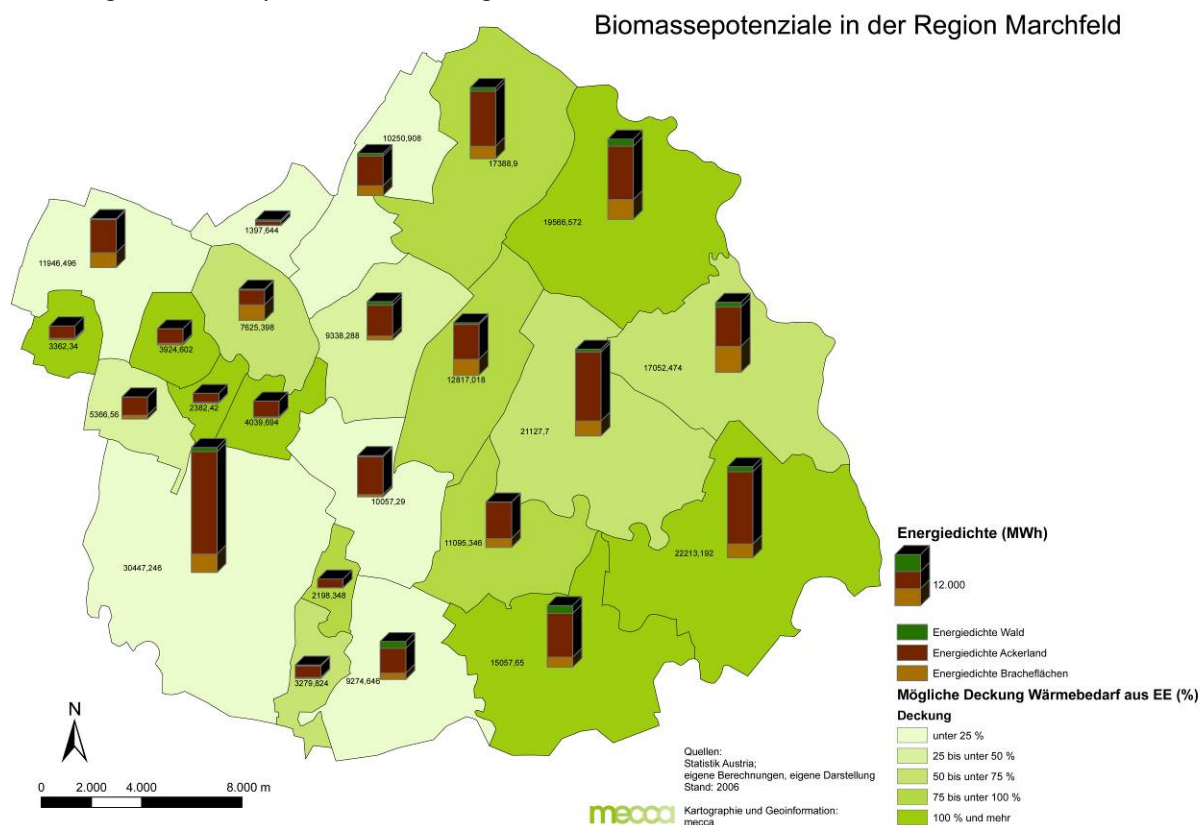 Biomassepotenziale in der Region Marchfeld
10250,908
17388,9
19566,572
1397,644
11946,496
7625,398
9338,288
3362,34
3924,602
12817,018
17052,474
5366,56
2382,42
4039,694
21127,7
10057,29
11095,346
22213,192
30447,246
2198,348
15057,65
3279,824
9274,646
Energiedichte (MWh)
12.000
Energiedichte Wald
Energiedichte Ackerland
Energiedichte Bracheflächen
Mögliche Deckung Wärmebedarf aus EE (%)
Deckung
unter 25 %
25 bis unter 50 %
50 bis unter 75 %
75 bis unter 100 %
100 % und mehr
N
0 2.000 4.000 8.000 m
Quellen:
Statistik Austria;
eigene Berechnungen, eigene Darstellung
Stand: 2006
mecca
Kartographie und Geoinformation:
mecca